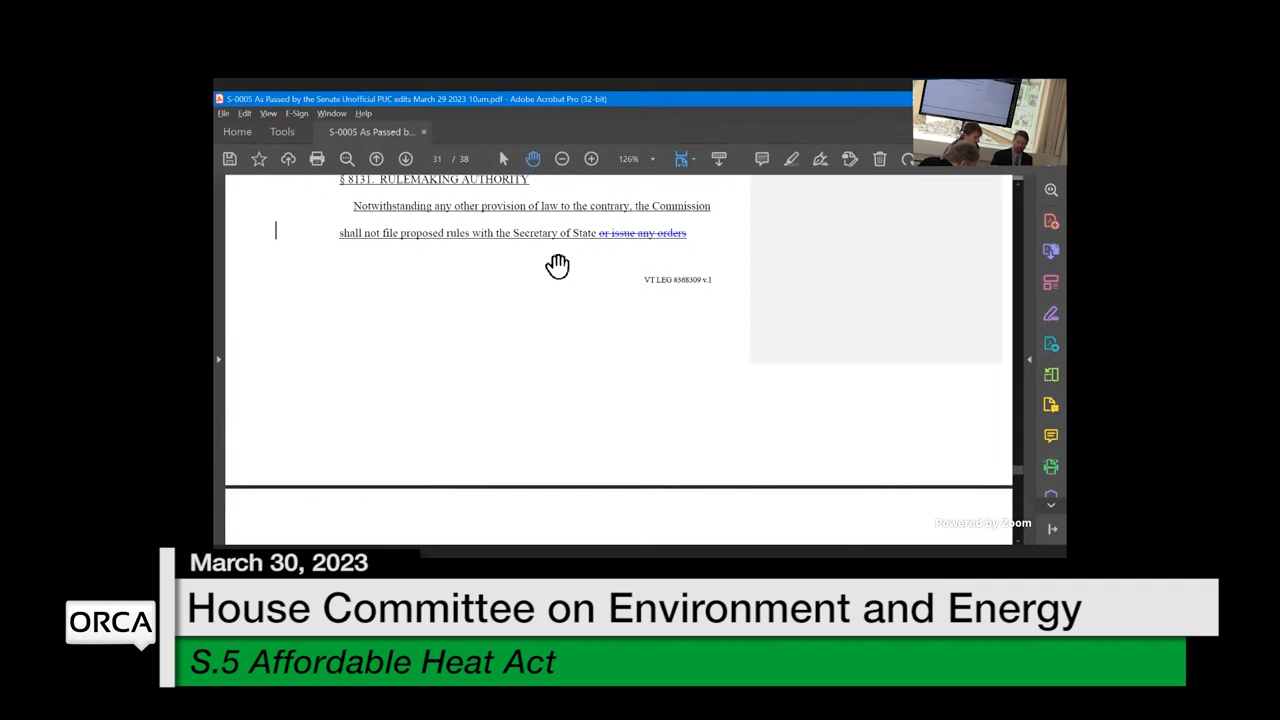 S-0005 As Passed by the Senate Unofficial PUC edits March 29 2023 10um.pdf - Adobe Acrobat Pro (32-bit)
File Edit View E-Sign Window Help
Home Tools S-0005 As Passed b... ×
31 / 38 126%
§ 8131. RULEMAKING AUTHORITY
Notwithstanding any other provision of law to the contrary, the Commission
shall not file proposed rules with the Secretary of State or issue any orders
VT LEG #368309 v.1
Powered by Zoom
March 30, 2023
House Committee on Environment and Energy
ORCA
S.5 Affordable Heat Act